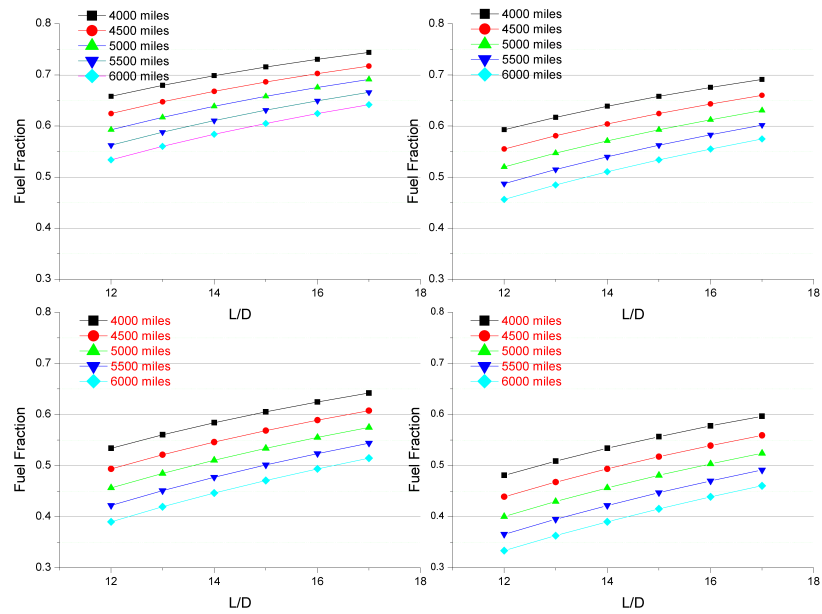 4000 miles
4500 miles
5000 miles
5500 miles
6000 miles
0.8
0.7
0.6
0.5
0.4
0.3
Fuel Fraction
12
14
16
18
L/D
4000 miles
4500 miles
5000 miles
5500 miles
6000 miles
0.8
0.7
0.6
0.5
0.4
0.3
Fuel Fraction
12
14
16
18
L/D
4000 miles
4500 miles
5000 miles
5500 miles
6000 miles
0.8
0.7
0.6
0.5
0.4
0.3
Fuel Fraction
12
14
16
18
L/D
4000 miles
4500 miles
5000 miles
5500 miles
6000 miles
0.8
0.7
0.6
0.5
0.4
0.3
Fuel Fraction
12
14
16
18
L/D